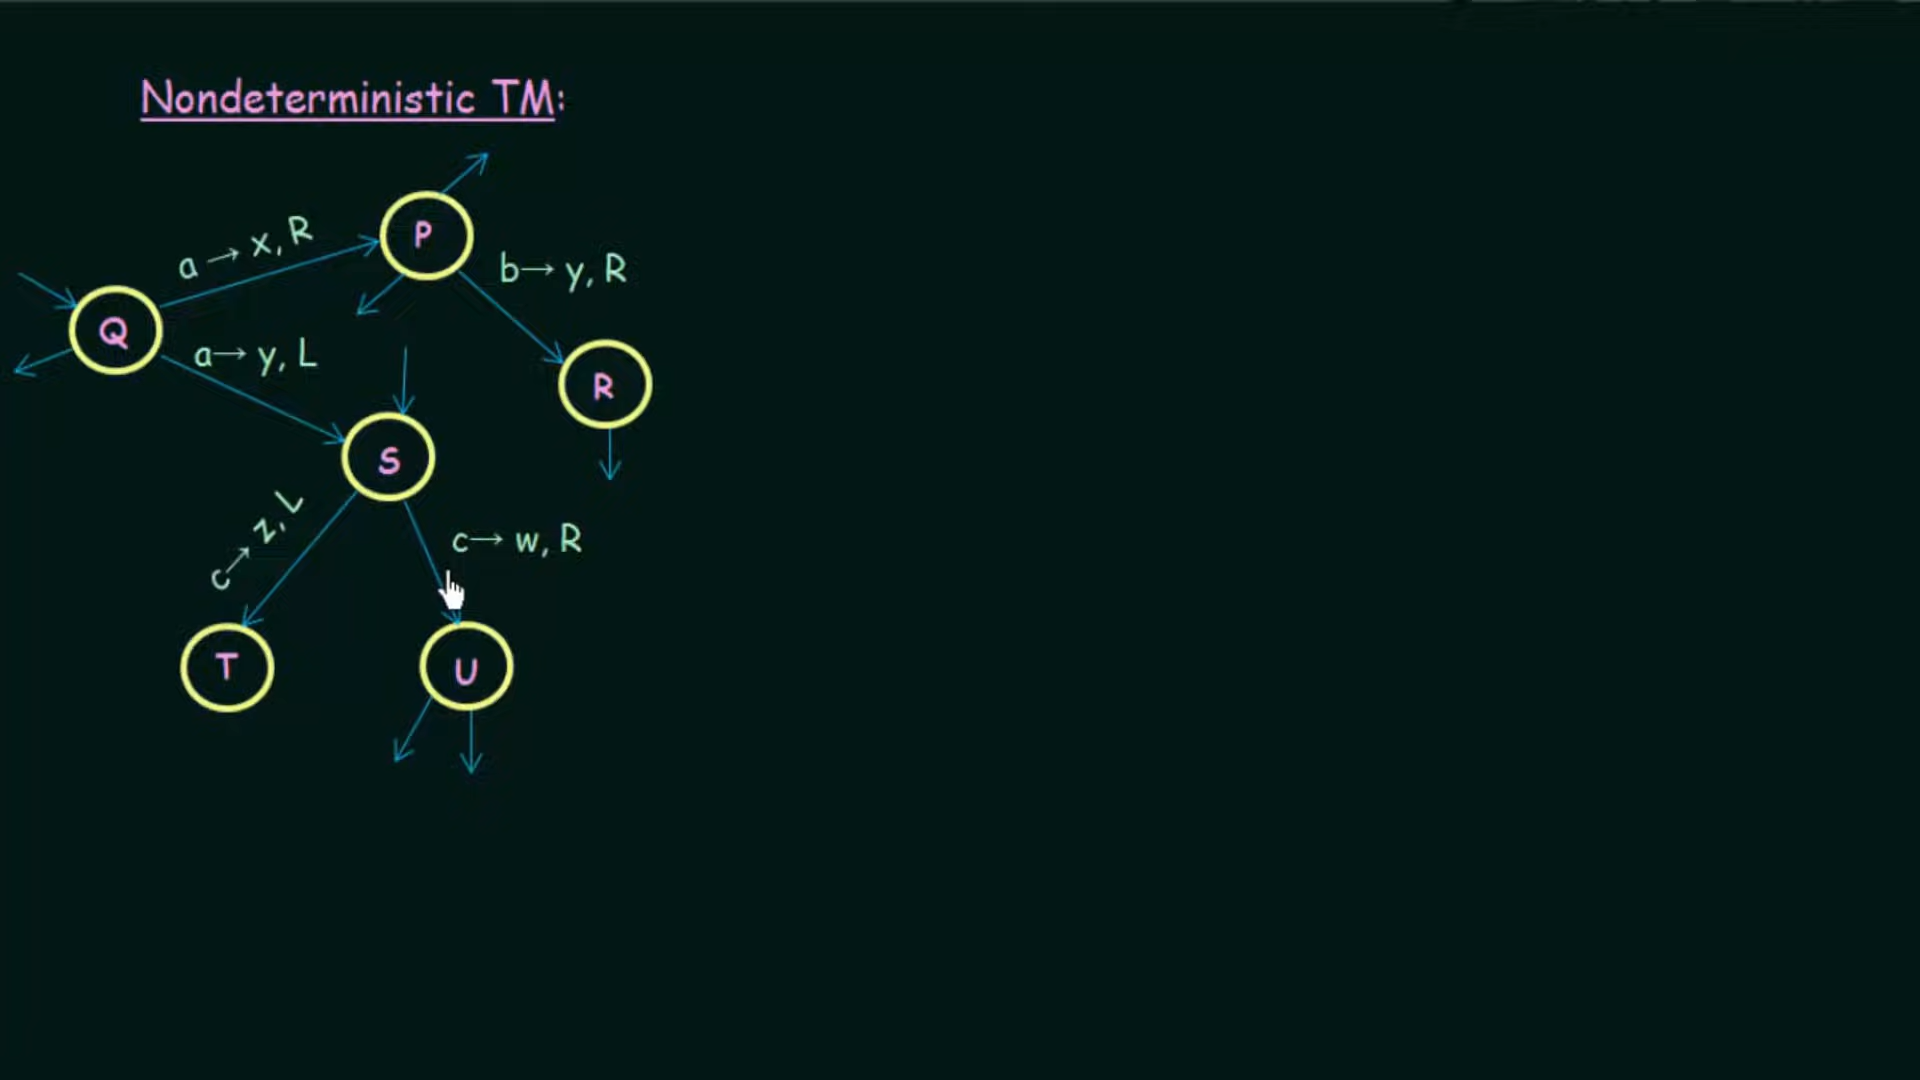 Nondeterministic TM:
P
a → x, R
b → y, R
Q
a → y, L
R
S
c → z, L
c → w, R
T
U